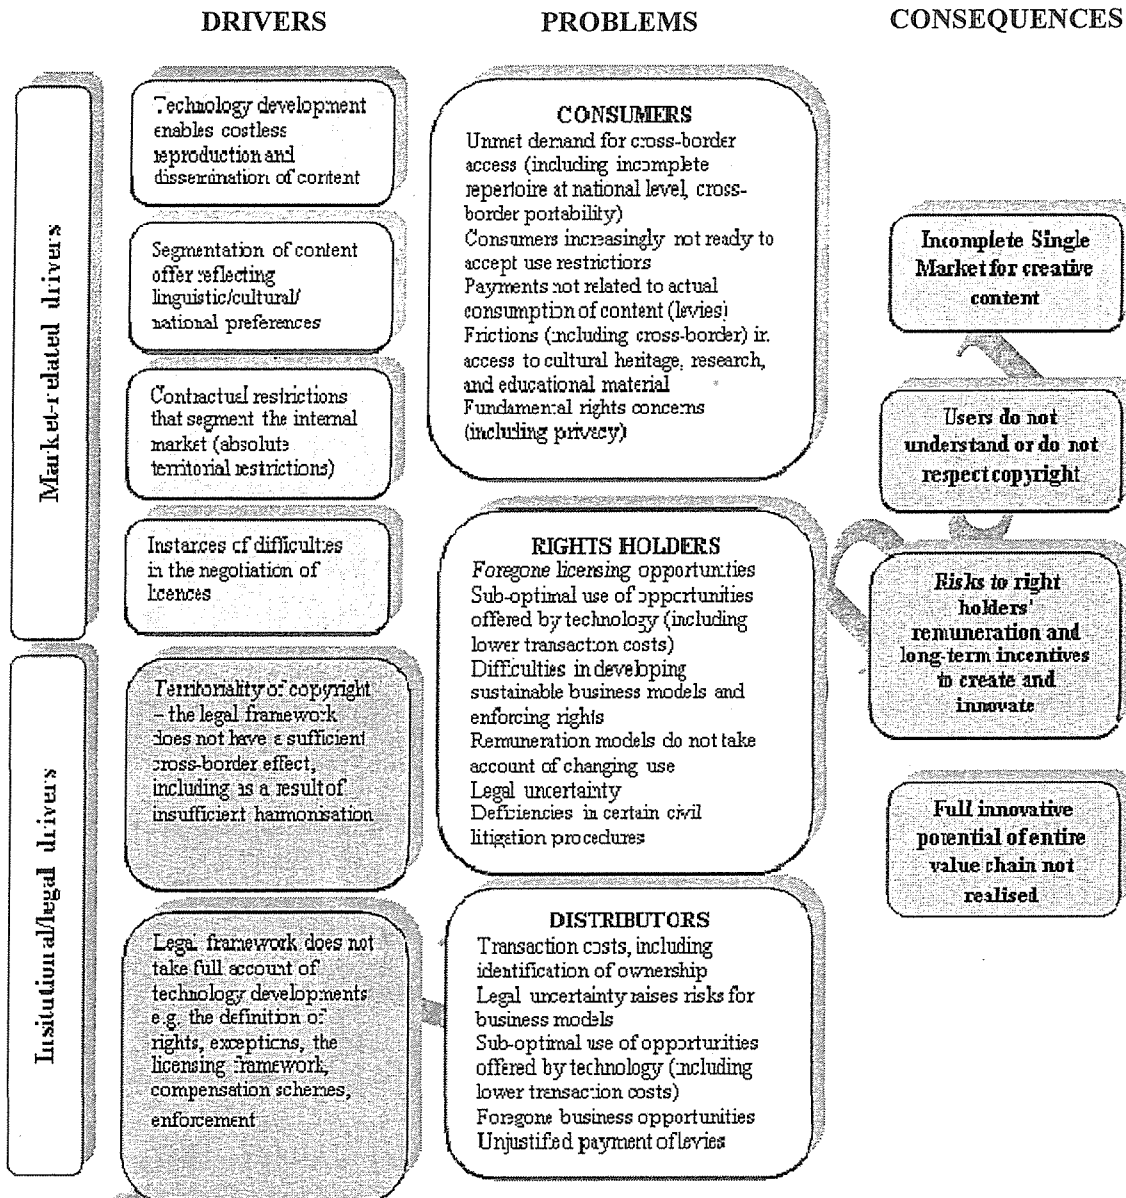 DRIVERS
PROBLEMS
CONSEQUENCES
Market-related drivers
Technology development
enables costless
reproduction and
dissemination of content
Segmentation of content
offer reflecting
linguistic/cultural/
national preferences
Contractual restrictions
that segment the internal
market (absolute
territorial restrictions)
Instances of difficulties
in the negotiation of
licences
Insitutional/legal drivers
Territoriality of copyright
– the legal framework
does not have a sufficient
cross-border effect,
including as a result of
insufficient harmonisation
Legal framework does not
take full account of
technology developments
e.g. the definition of
rights, exceptions, the
licensing framework,
compensation schemes,
enforcement
CONSUMERS
Unmet demand for cross-border
access (including incomplete
repertoire at national level, cross-
border portability)
Consumers increasingly not ready to
accept use restrictions
Payments not related to actual
consumption of content (levies)
Frictions (including cross-border) in
access to cultural heritage, research,
and educational material
Fundamental rights concerns
(including privacy)
RIGHTS HOLDERS
Foregone licensing opportunities
Sub-optimal use of opportunities
offered by technology (including
lower transaction costs)
Difficulties in developing
sustainable business models and
enforcing rights
Remuneration models do not take
account of changing use
Legal uncertainty
Deficiencies in certain civil
litigation procedures
DISTRIBUTORS
Transaction costs, including
identification of ownership
Legal uncertainty raises risks for
business models
Sub-optimal use of opportunities
offered by technology (including
lower transaction costs)
Foregone business opportunities
Unjustified payment of levies
Incomplete Single
Market for creative
content
Users do not
understand or do not
respect copyright
Risks to right
holders'
remuneration and
long-term incentives
to create and
innovate
Full innovative
potential of entire
value chain not
realised